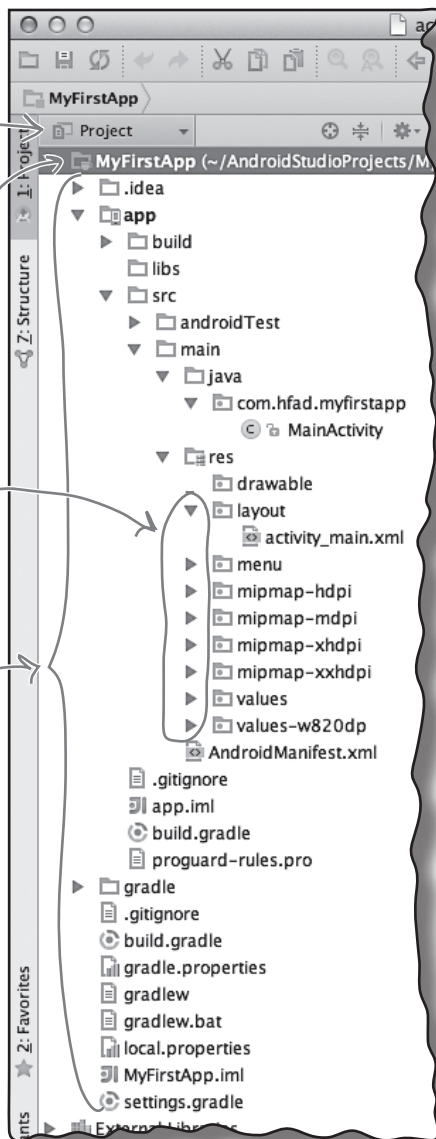 MyFirstApp
Project
1: Project
MyFirstApp (~/AndroidStudioProjects/M
.idea
app
build
libs
src
androidTest
main
java
com.hfad.myfirstapp
MainActivity
res
drawable
layout
activity_main.xml
menu
mipmap-hdpi
mipmap-mdpi
mipmap-xhdpi
mipmap-xxhdpi
values
values-w820dp
AndroidManifest.xml
.gitignore
app.iml
build.gradle
proguard-rules.pro
gradle
.gitignore
build.gradle
gradle.properties
gradlew
gradlew.bat
local.properties
MyFirstApp.iml
settings.gradle
External Libraries
Z: Structure
2: Favorites